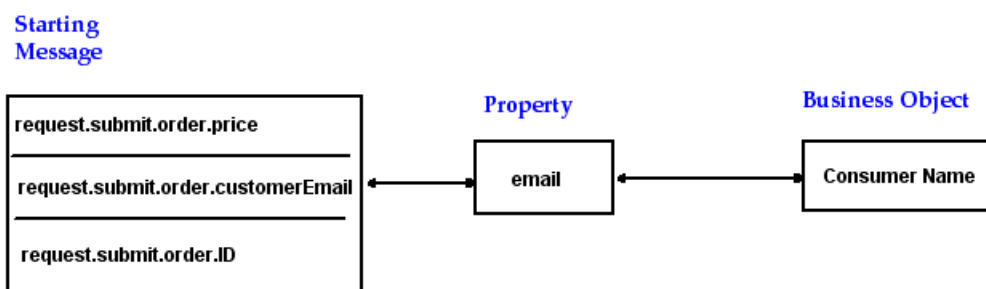 Starting
Message
Property
Business Object
request.submit.order.price
request.submit.order.customerEmail
request.submit.order.ID
email
Consumer Name